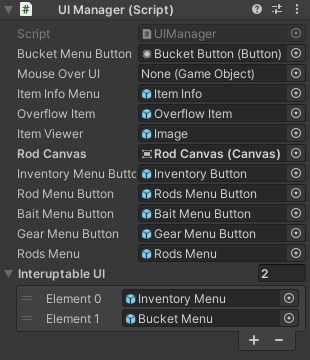 UI Manager (Script)
Script UIManager
Bucket Menu Button Bucket Button (Button)
Mouse Over UI None (Game Object)
Item Info Menu Item Info
Overflow Item Overflow Item
Item Viewer Image
Rod Canvas Rod Canvas (Canvas)
Inventory Menu Butto Inventory Button
Rod Menu Button Rods Menu Button
Bait Menu Button Bait Menu Button
Gear Menu Button Gear Menu Button
Rods Menu Rods Menu
Interuptable UI 2
Element 0 Inventory Menu
Element 1 Bucket Menu